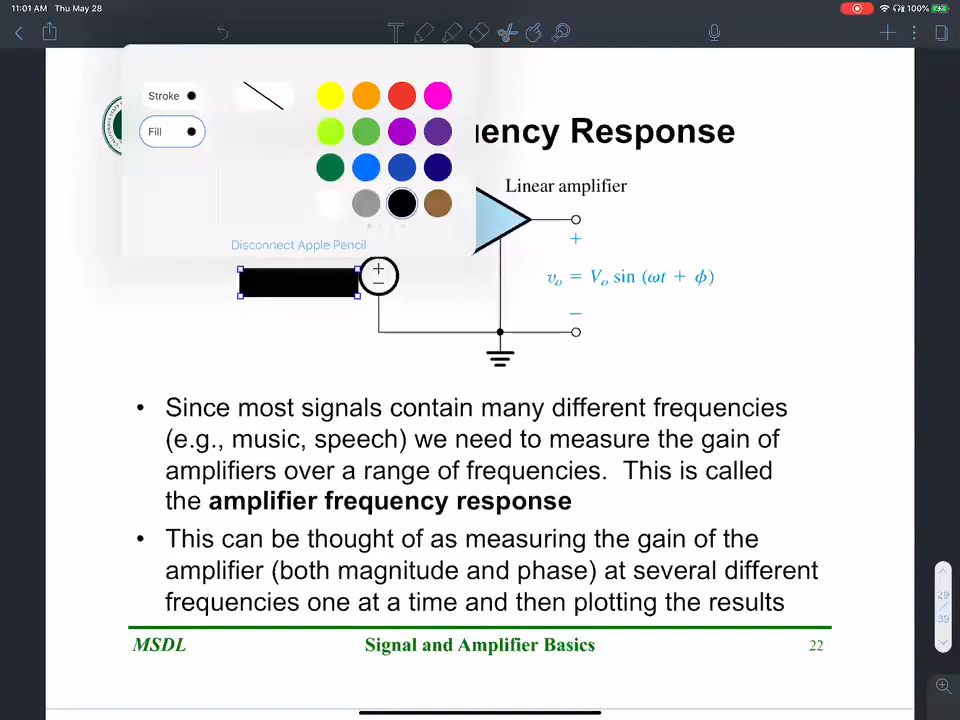 11:01 AM Thu May 28
100%
Stroke
Fill
Disconnect Apple Pencil
uency Response
Linear amplifier
+
vₒ = Vₒ sin (ωt + ϕ)
−
+
−
• Since most signals contain many different frequencies
(e.g., music, speech) we need to measure the gain of
amplifiers over a range of frequencies. This is called
the amplifier frequency response
• This can be thought of as measuring the gain of the
amplifier (both magnitude and phase) at several different
frequencies one at a time and then plotting the results
MSDL Signal and Amplifier Basics 22
29
/
39